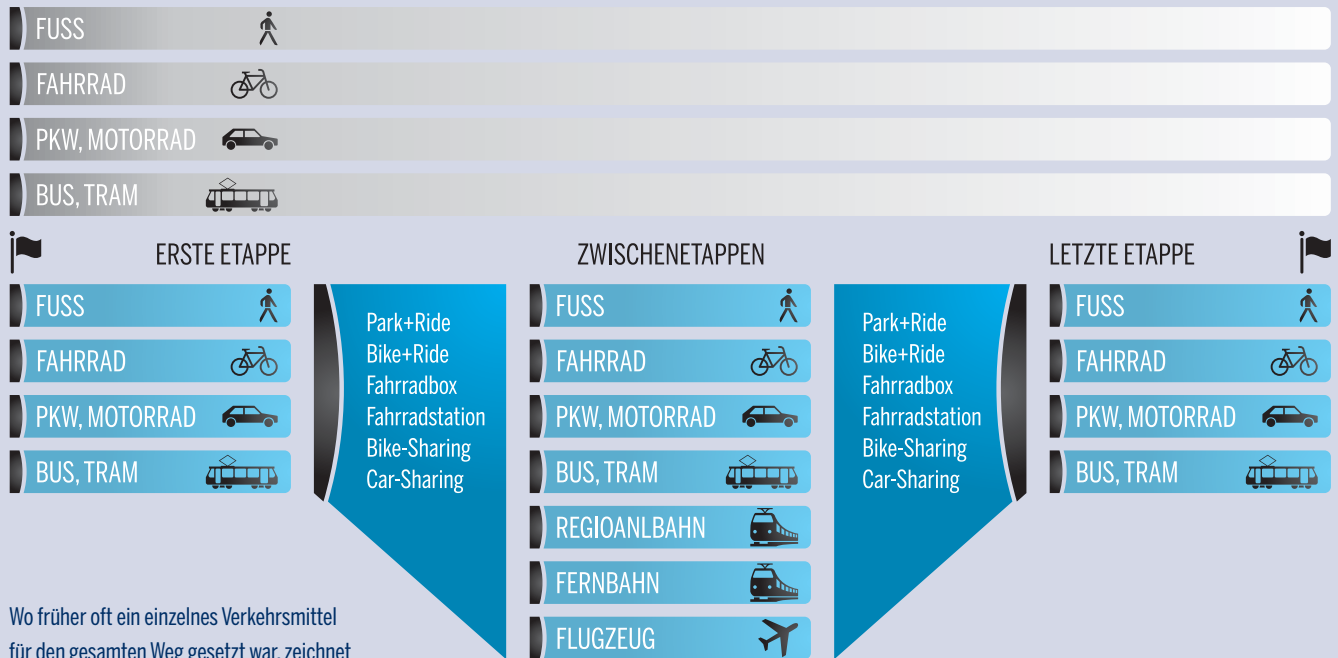 FUSS
FAHRRAD
PKW, MOTORRAD
BUS, TRAM
ERSTE ETAPPE
ZWISCHENETAPPEN
LETZTE ETAPPE
FUSS
FAHRRAD
PKW, MOTORRAD
BUS, TRAM
Park+Ride
Bike+Ride
Fahrradbox
Fahrradstation
Bike-Sharing
Car-Sharing
FUSS
FAHRRAD
PKW, MOTORRAD
BUS, TRAM
REGIOANLBAHN
FERNBAHN
FLUGZEUG
Park+Ride
Bike+Ride
Fahrradbox
Fahrradstation
Bike-Sharing
Car-Sharing
FUSS
FAHRRAD
PKW, MOTORRAD
BUS, TRAM
Wo früher oft ein einzelnes Verkehrsmittel
für den gesamten Weg gesetzt war, zeichnet